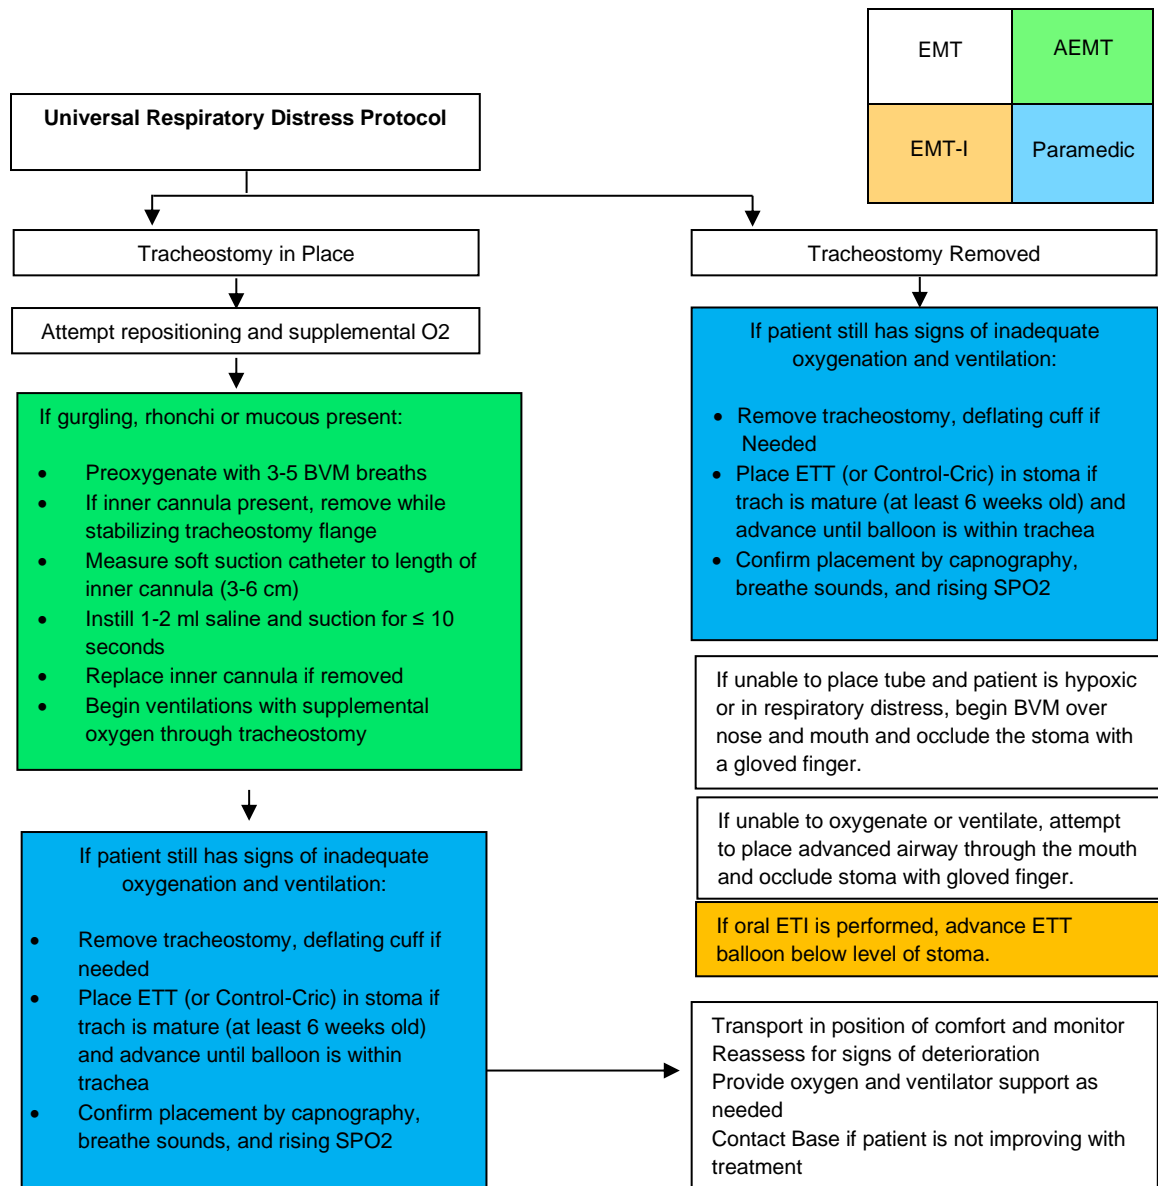 EMT
AEMT
EMT-I
Paramedic
Universal Respiratory Distress Protocol
Tracheostomy in Place
Attempt repositioning and supplemental O2
If gurgling, rhonchi or mucous present:
• Preoxygenate with 3-5 BVM breaths
• If inner cannula present, remove while
stabilizing tracheostomy flange
• Measure soft suction catheter to length of
inner cannula (3-6 cm)
• Instill 1-2 ml saline and suction for ≤ 10
seconds
• Replace inner cannula if removed
• Begin ventilations with supplemental
oxygen through tracheostomy
If patient still has signs of inadequate
oxygenation and ventilation:
• Remove tracheostomy, deflating cuff if
needed
• Place ETT (or Control-Cric) in stoma if
trach is mature (at least 6 weeks old)
and advance until balloon is within
trachea
• Confirm placement by capnography,
breathe sounds, and rising SPO2
Tracheostomy Removed
If patient still has signs of inadequate
oxygenation and ventilation:
• Remove tracheostomy, deflating cuff if
Needed
• Place ETT (or Control-Cric) in stoma if
trach is mature (at least 6 weeks old) and
advance until balloon is within trachea
• Confirm placement by capnography,
breathe sounds, and rising SPO2
If unable to place tube and patient is hypoxic
or in respiratory distress, begin BVM over
nose and mouth and occlude the stoma with
a gloved finger.
If unable to oxygenate or ventilate, attempt
to place advanced airway through the mouth
and occlude stoma with gloved finger.
If oral ETI is performed, advance ETT
balloon below level of stoma.
Transport in position of comfort and monitor
Reassess for signs of deterioration
Provide oxygen and ventilator support as
needed
Contact Base if patient is not improving with
treatment